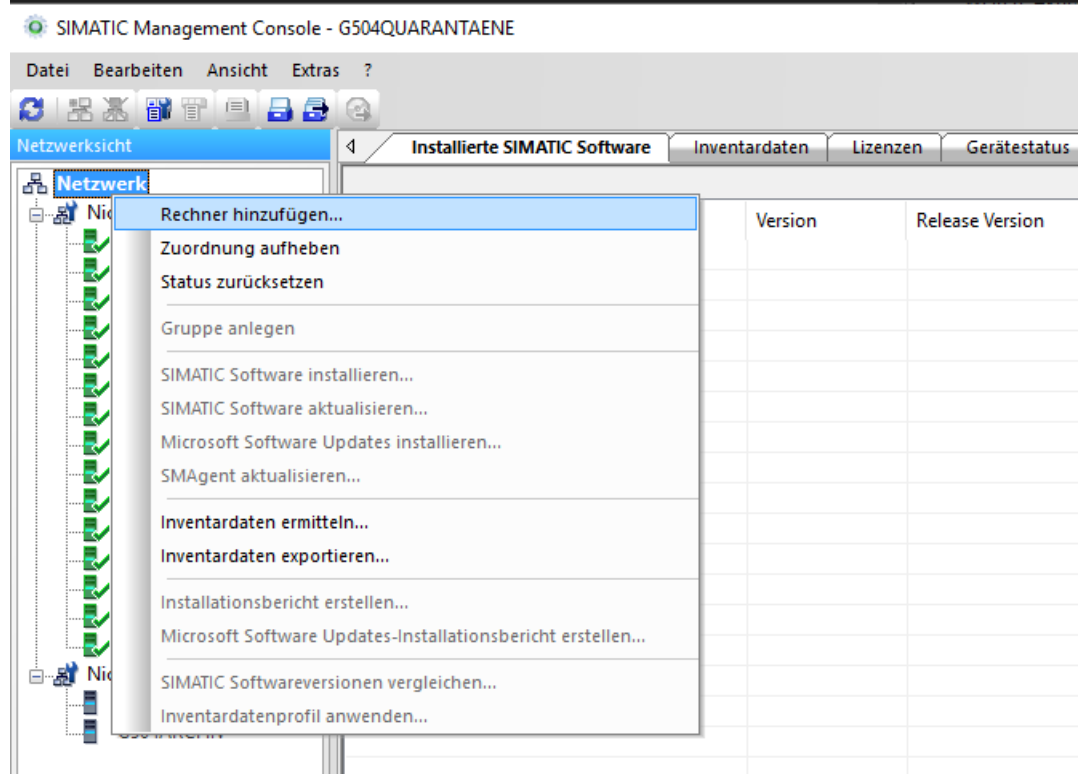 SIMATIC Management Console - G504QUARANTAENE
Datei Bearbeiten Ansicht Extras ?
Netzwerksicht
Installierte SIMATIC Software Inventardaten Lizenzen Gerätestatus
Netzwerk
Version Release Version
Rechner hinzufügen...
Zuordnung aufheben
Status zurücksetzen
Gruppe anlegen
SIMATIC Software installieren...
SIMATIC Software aktualisieren...
Microsoft Software Updates installieren...
SMAgent aktualisieren...
Inventardaten ermitteln...
Inventardaten exportieren...
Installationsbericht erstellen...
Microsoft Software Updates-Installationsbericht erstellen...
SIMATIC Softwareversionen vergleichen...
Inventardatenprofil anwenden...